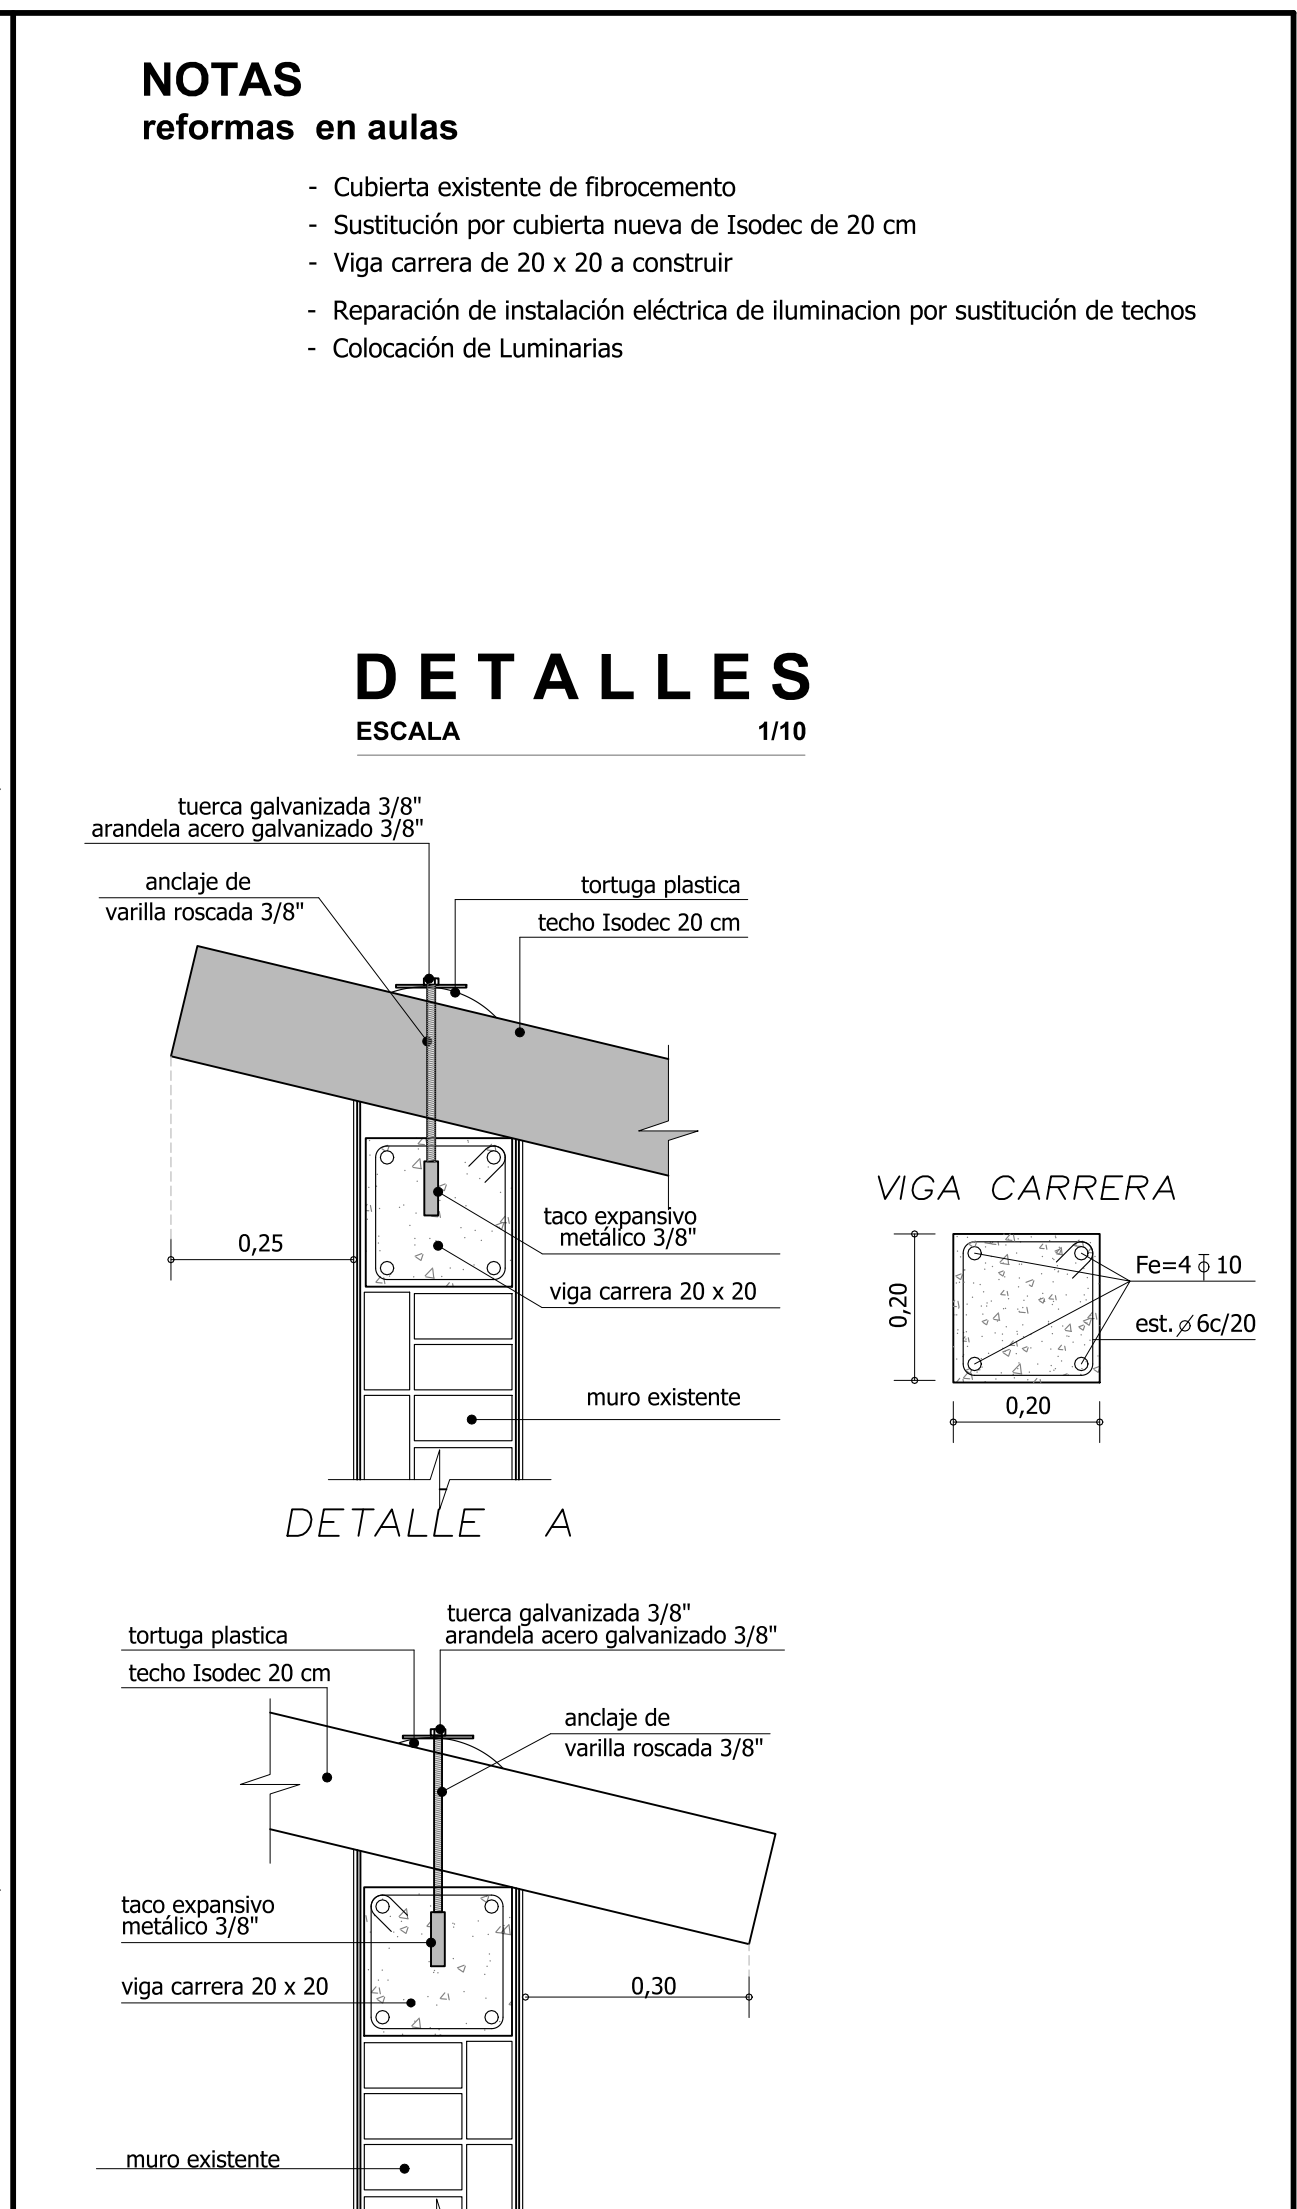 NOTAS
reformas en aulas
- Cubierta existente de fibrocemento
- Sustitución por cubierta nueva de Isodec de 20 cm
- Viga carrera de 20 x 20 a construir
- Reparación de instalación eléctrica de iluminacion por sustitución de techos
- Colocación de Luminarias
DETALLES
ESCALA 1/10
tuerca galvanizada 3/8"
arandela acero galvanizado 3/8"
anclaje de
varilla roscada 3/8"
tortuga plastica
techo Isodec 20 cm
taco expansivo
metálico 3/8"
0,25
viga carrera 20 x 20
muro existente
DETALLE A
VIGA CARRERA
0,20
Fe=4 ϕ 10
est. ⌀ 6c/20
0,20
tuerca galvanizada 3/8"
arandela acero galvanizado 3/8"
tortuga plastica
techo Isodec 20 cm
anclaje de
varilla roscada 3/8"
taco expansivo
metálico 3/8"
viga carrera 20 x 20
0,30
muro existente